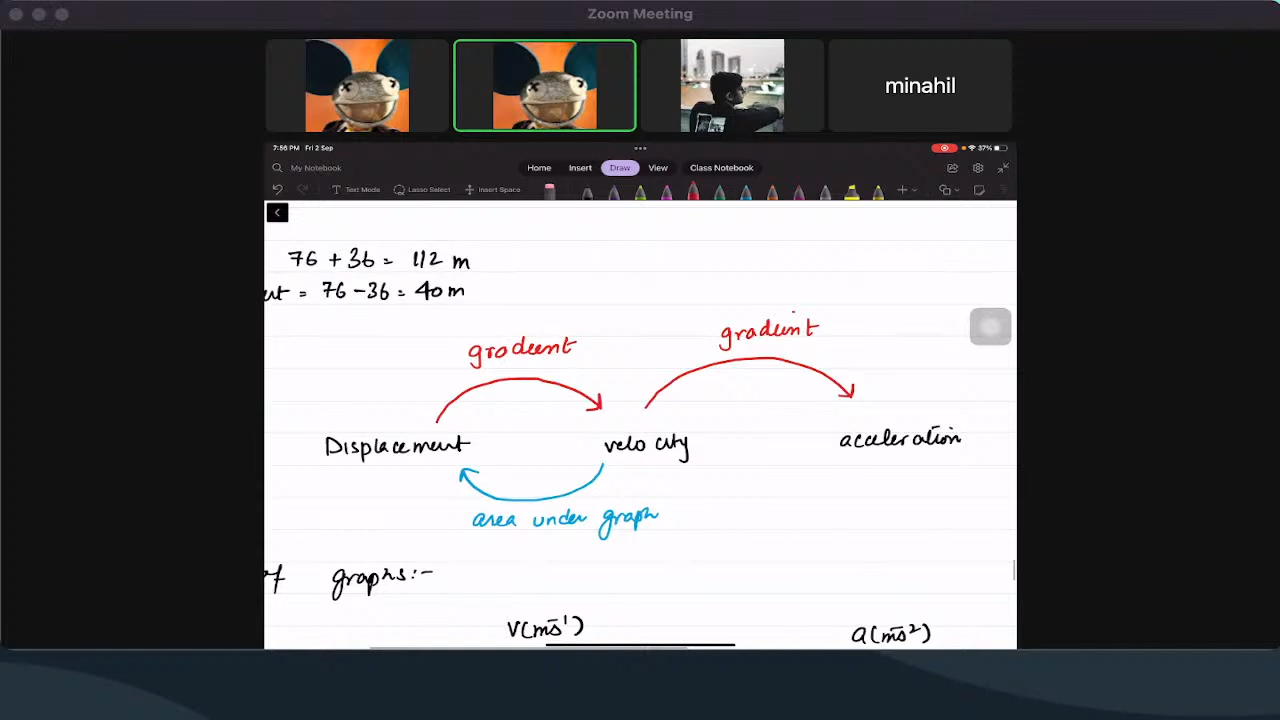 Zoom Meeting
minahil
7:56 PM Fri 2 Sep
37%
My Notebook
Home Insert Draw View Class Notebook
Text Mode Lasso Select Insert Space
76 + 36 = 112 m
= 76 - 36 = 40 m
gradient
gradient
Displacement velocity acceleration
area under graph
graphs:-
V(ms⁻¹)
a(ms⁻²)